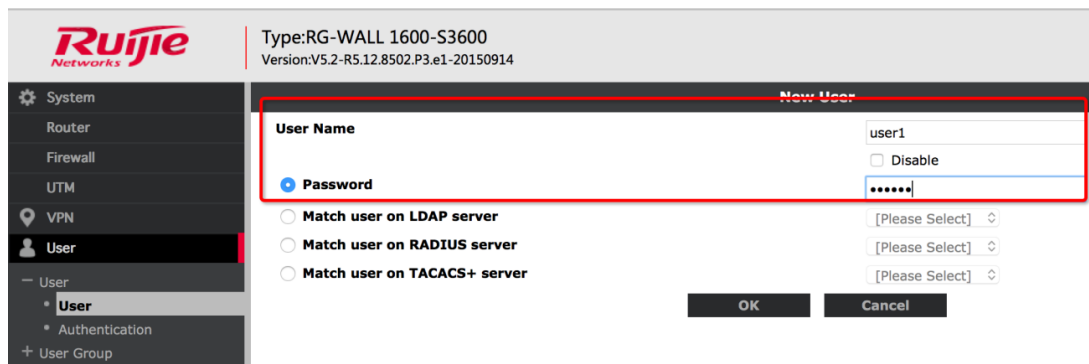 Ruijie
Networks
Type:RG-WALL 1600-S3600
Version:V5.2-R5.12.8502.P3.e1-20150914
System
Router
Firewall
UTM
VPN
User
User
User
Authentication
User Group
New User
User Name
user1
Disable
Password
••••••
Match user on LDAP server
[Please Select]
Match user on RADIUS server
[Please Select]
Match user on TACACS+ server
[Please Select]
OK
Cancel